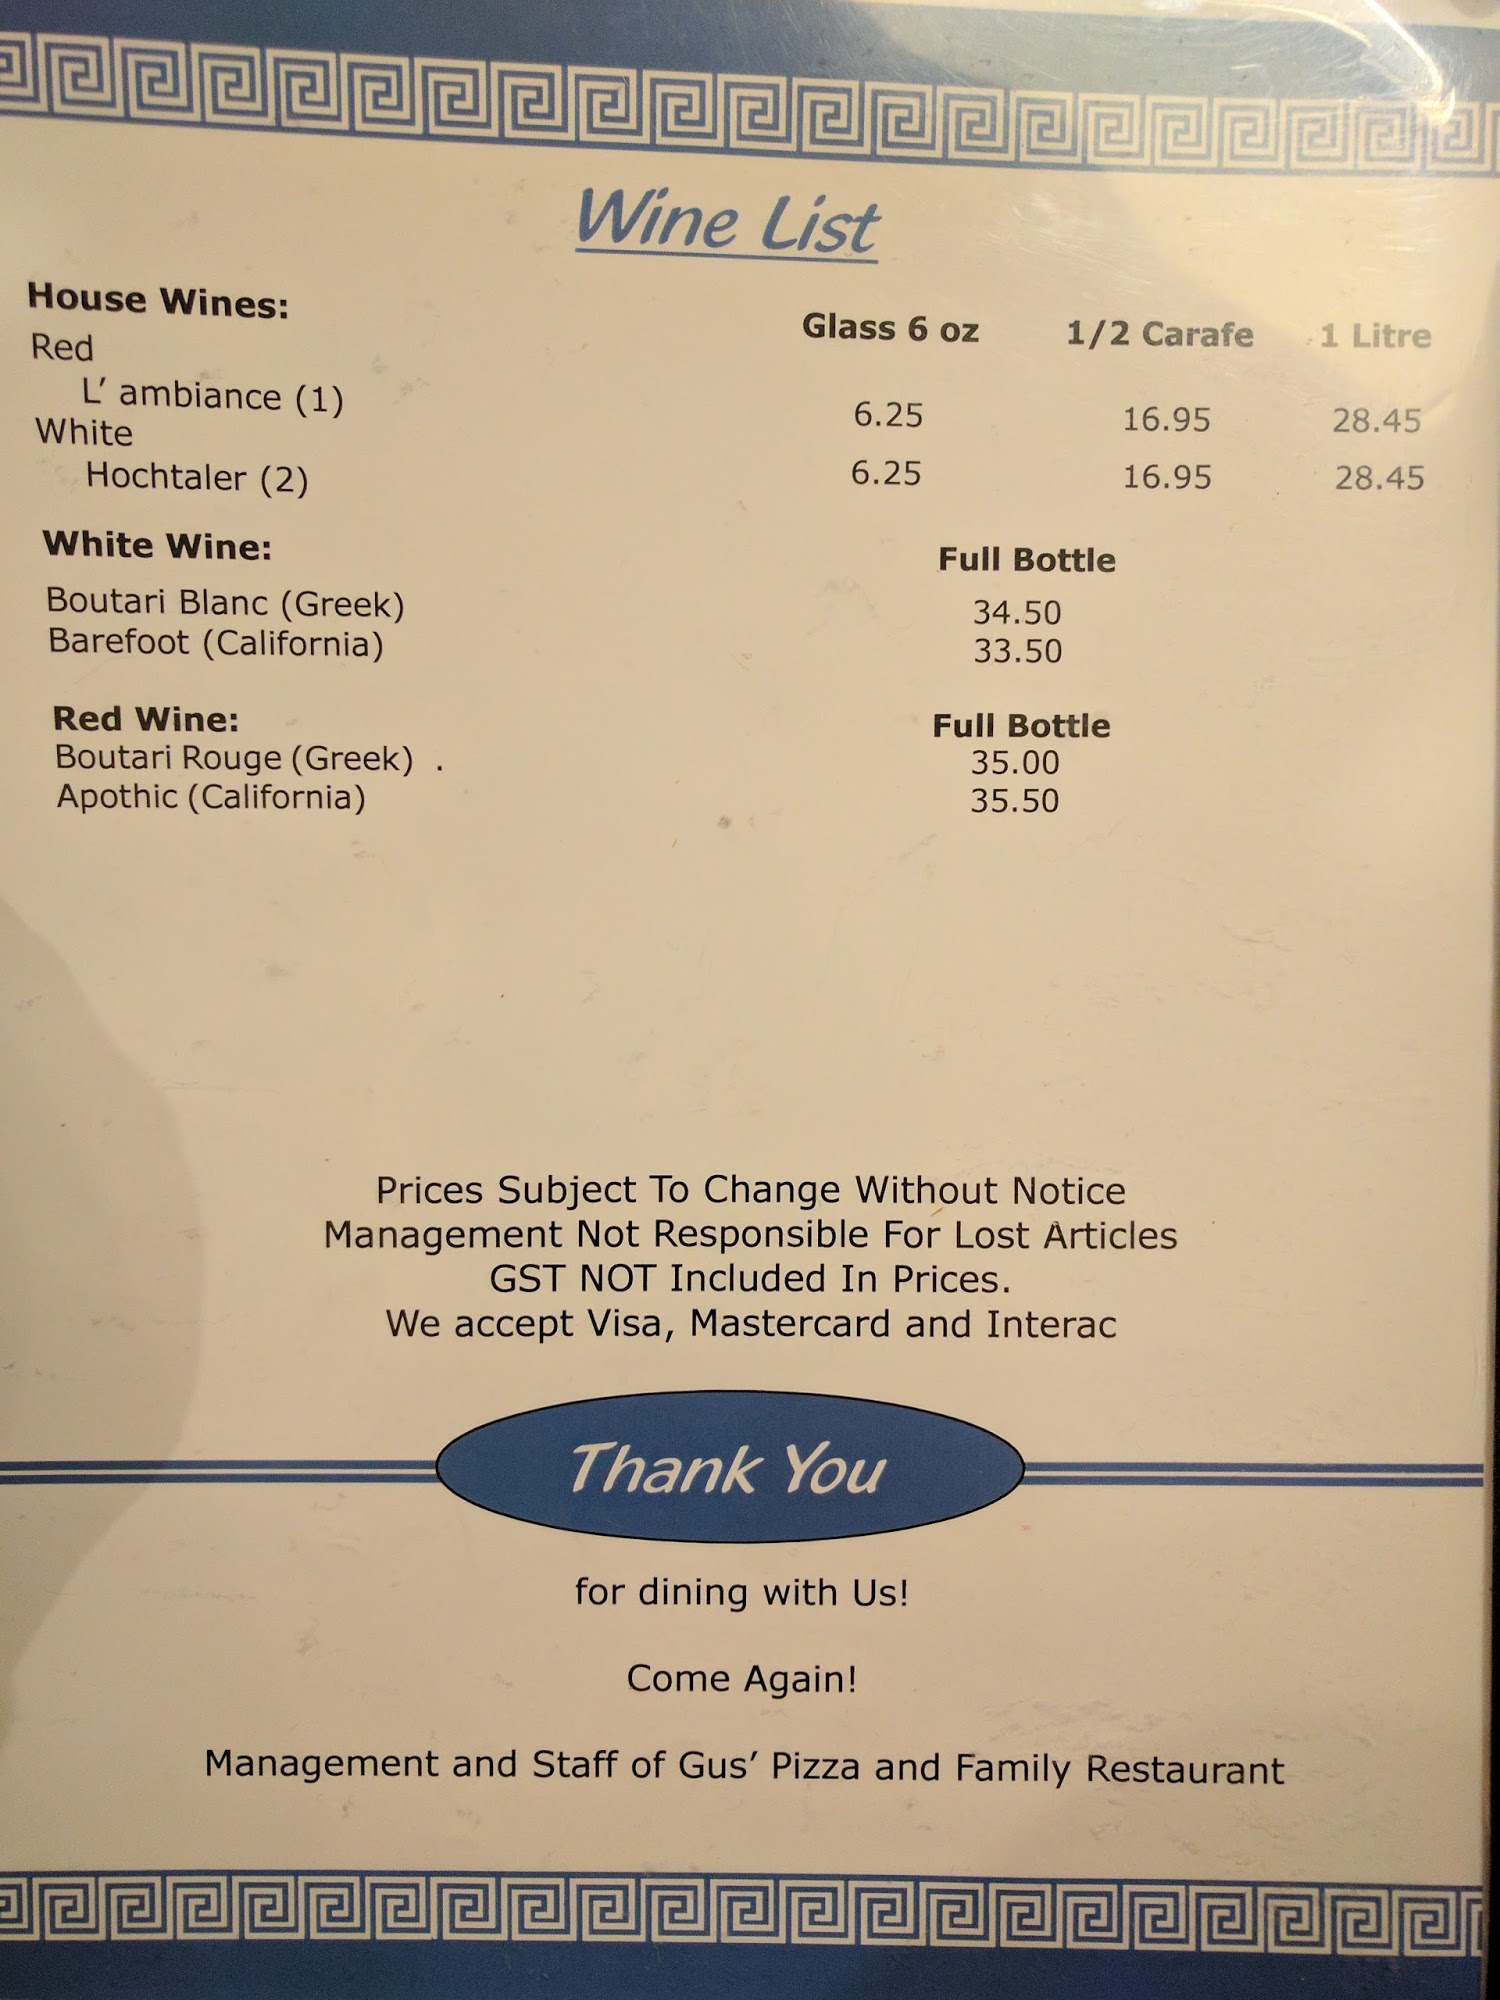 Wine List
House Wines:
Glass 6 oz 1/2 Carafe 1 Litre
Red
L' ambiance (1) 6.25 16.95 28.45
White
Hochtaler (2) 6.25 16.95 28.45
White Wine: Full Bottle
Boutari Blanc (Greek) 34.50
Barefoot (California) 33.50
Red Wine: Full Bottle
Boutari Rouge (Greek) . 35.00
Apothic (California) 35.50
Prices Subject To Change Without Notice
Management Not Responsible For Lost Articles
GST NOT Included In Prices.
We accept Visa, Mastercard and Interac
Thank You
for dining with Us!
Come Again!
Management and Staff of Gus' Pizza and Family Restaurant